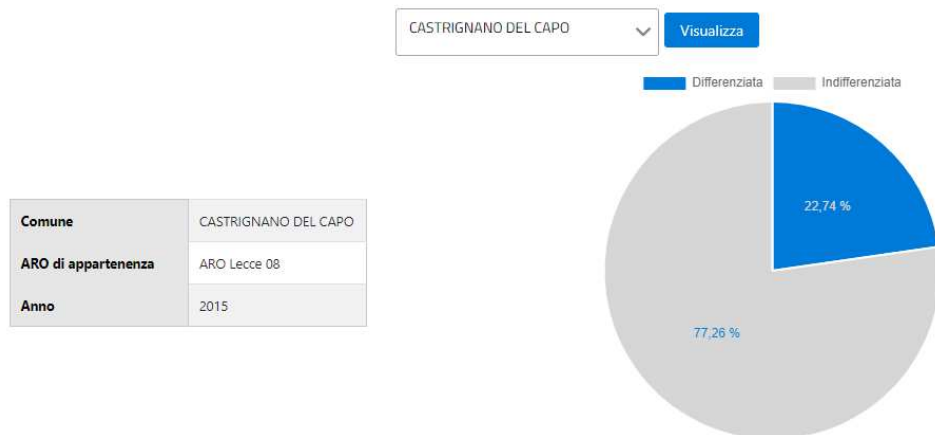 CASTRIGNANO DEL CAPO
Visualizza
Differenziata
Indifferenziata
22,74 %
77,26 %
Comune CASTRIGNANO DEL CAPO
ARO di appartenenza ARO Lecce 08
Anno 2015